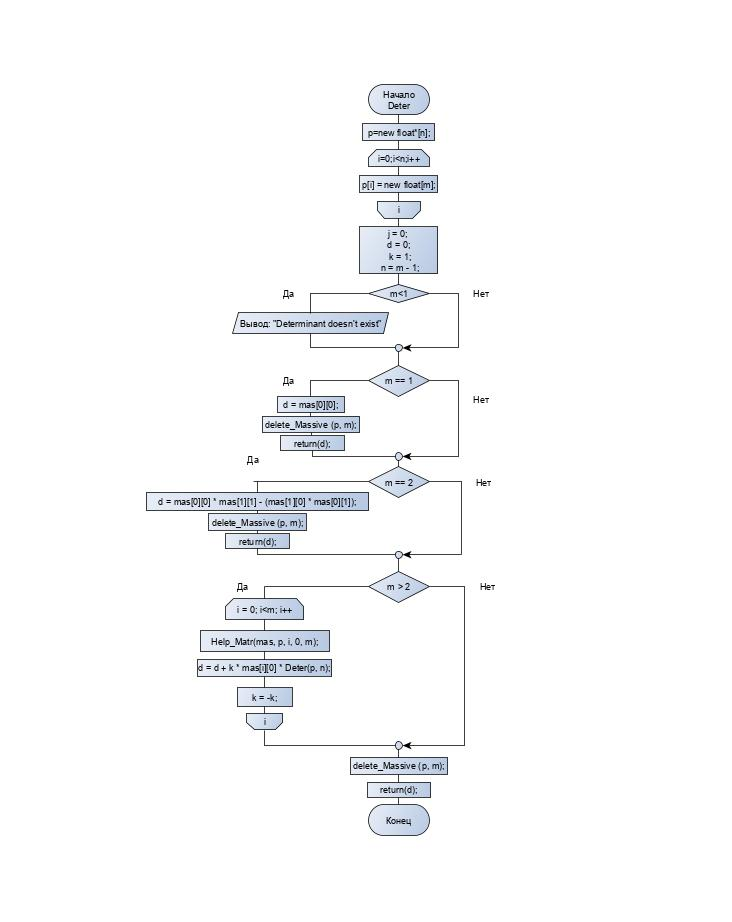 Начало
Deter
p=new float*[n];
i=0;i<n;i++
p[i] = new float[m];
i
j = 0;
d = 0;
k = 1;
n = m - 1;
Да
m<1
Нет
Вывод: "Determinant doesn't exist"
Да
m == 1
Нет
d = mas[0][0];
delete_Massive (p, m);
return(d);
Да
m == 2
Нет
d = mas[0][0] * mas[1][1] - (mas[1][0] * mas[0][1]);
delete_Massive (p, m);
return(d);
Да
m > 2
Нет
i = 0; i<m; i++
Help_Matr(mas, p, i, 0, m);
d = d + k * mas[i][0] * Deter(p, n);
k = -k;
i
delete_Massive (p, m);
return(d);
Конец